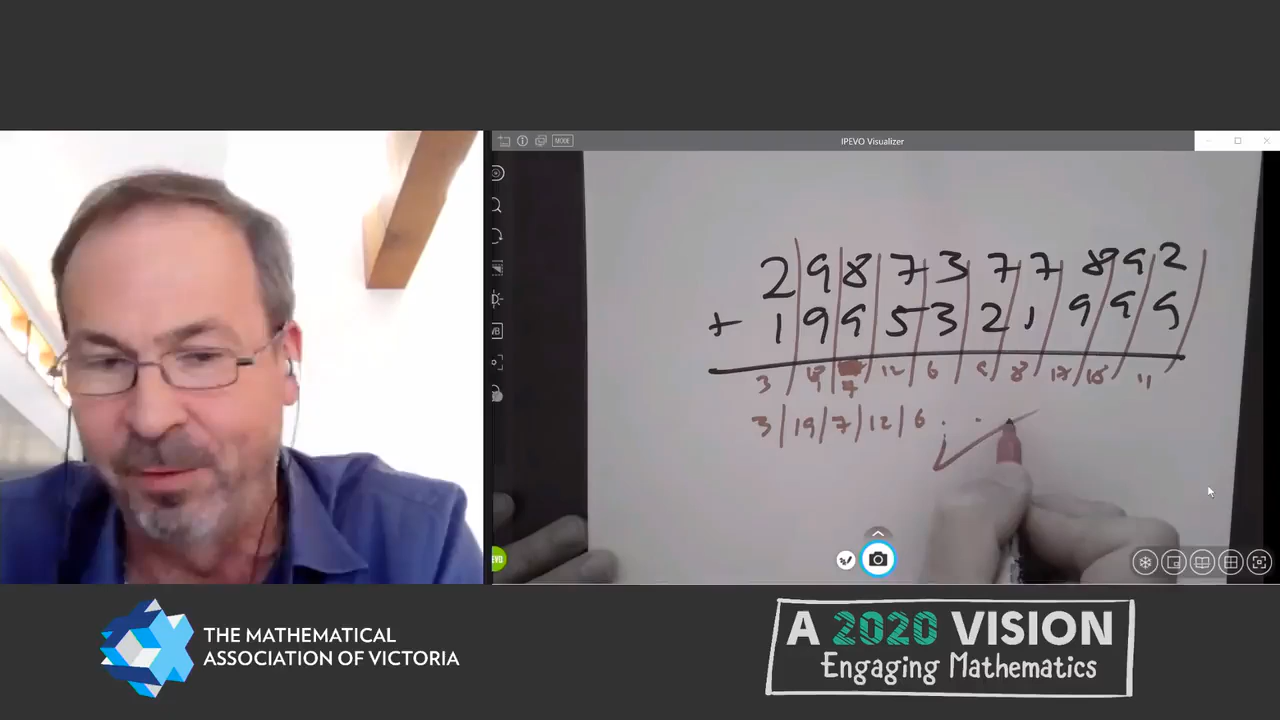 IPEVO Visualizer
MODE
2 9 8 7 3 7 7 8 9 2
+ 1 9 9 5 3 2 1 9 9 9
3 18 7 12 6 9 8 17 18 11
3|19|7|12|6 . .
EVO
THE MATHEMATICAL
ASSOCIATION OF VICTORIA
A 2020 VISION
Engaging Mathematics